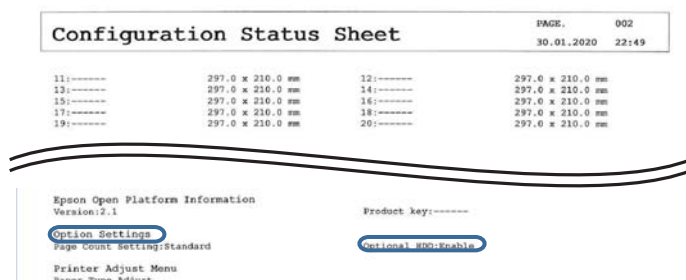 Configuration Status Sheet
PAGE. 002
30.01.2020 22:49
11:------ 297.0 x 210.0 mm 12:------ 297.0 x 210.0 mm
13:------ 297.0 x 210.0 mm 14:------ 297.0 x 210.0 mm
15:------ 297.0 x 210.0 mm 16:------ 297.0 x 210.0 mm
17:------ 297.0 x 210.0 mm 18:------ 297.0 x 210.0 mm
19:------ 297.0 x 210.0 mm 20:------ 297.0 x 210.0 mm
Epson Open Platform Information
Version:2.1 Product key:------
Option Settings
Page Count Setting:Standard Optional HDD:Enable
Printer Adjust Menu
Paper Type Adjust